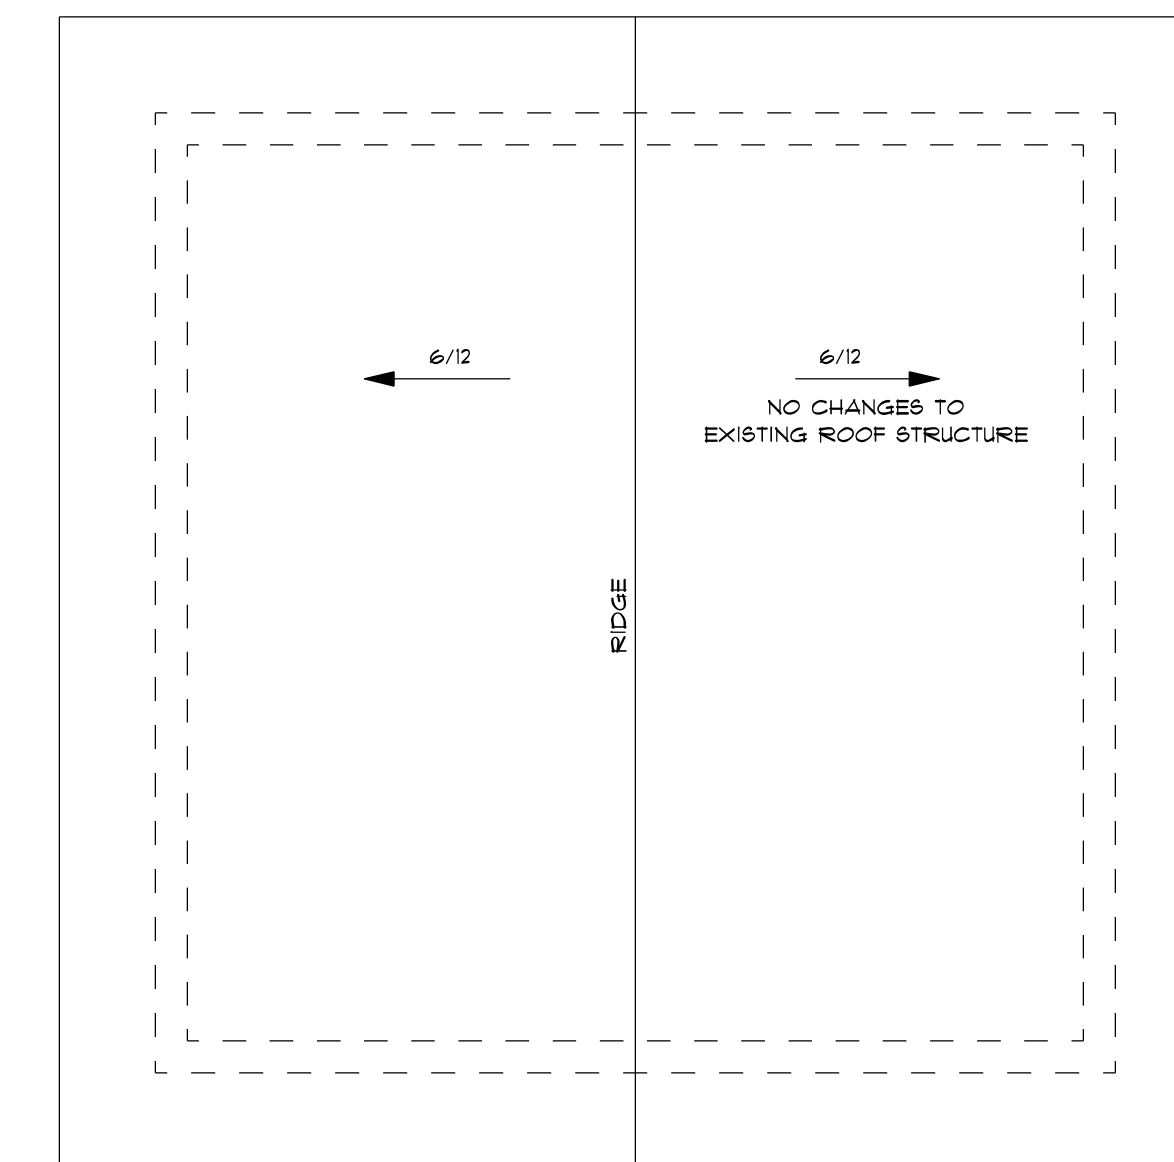 6/12
6/12
NO CHANGES TO
EXISTING ROOF STRUCTURE
RIDGE